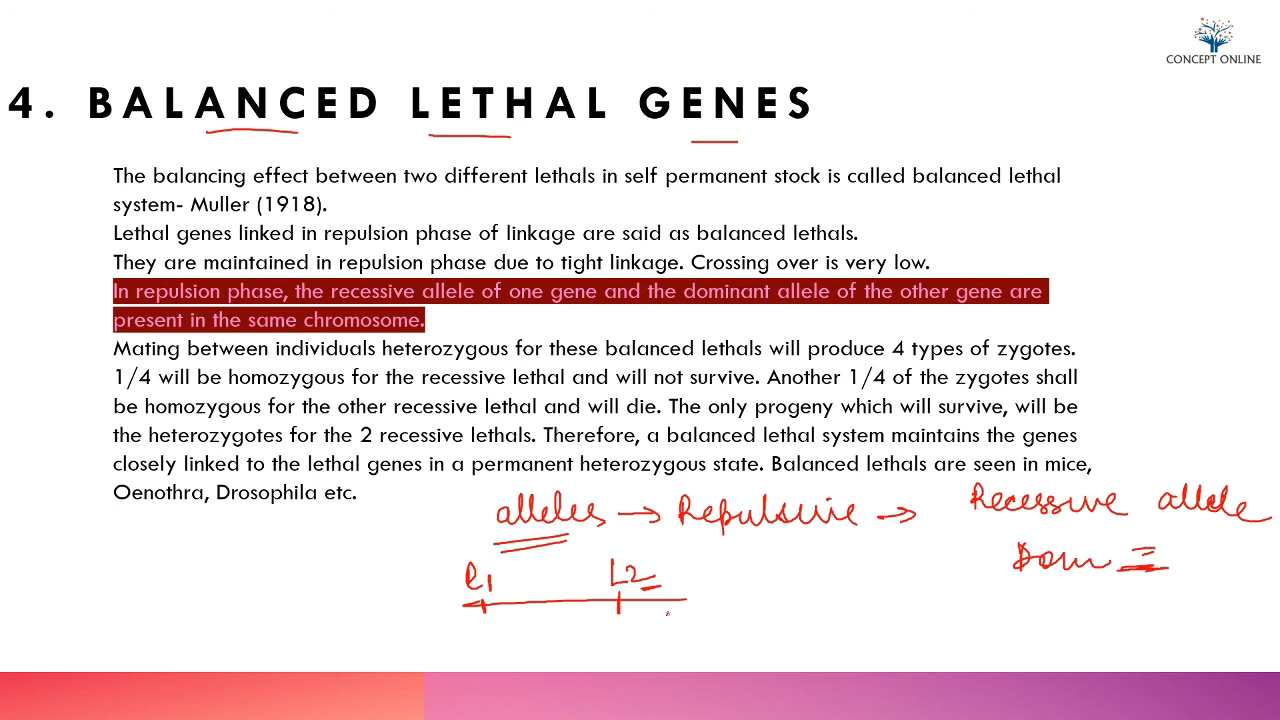 CONCEPT ONLINE
4. BALANCED LETHAL GENES
The balancing effect between two different lethals in self permanent stock is called balanced lethal
system- Muller (1918).
Lethal genes linked in repulsion phase of linkage are said as balanced lethals.
They are maintained in repulsion phase due to tight linkage. Crossing over is very low.
In repulsion phase, the recessive allele of one gene and the dominant allele of the other gene are
present in the same chromosome.
Mating between individuals heterozygous for these balanced lethals will produce 4 types of zygotes.
1/4 will be homozygous for the recessive lethal and will not survive. Another 1/4 of the zygotes shall
be homozygous for the other recessive lethal and will die. The only progeny which will survive, will be
the heterozygotes for the 2 recessive lethals. Therefore, a balanced lethal system maintains the genes
closely linked to the lethal genes in a permanent heterozygous state. Balanced lethals are seen in mice,
Oenothra, Drosophila etc.
alleles → Repulsive → Recessive allele
Dom =
l1 L2